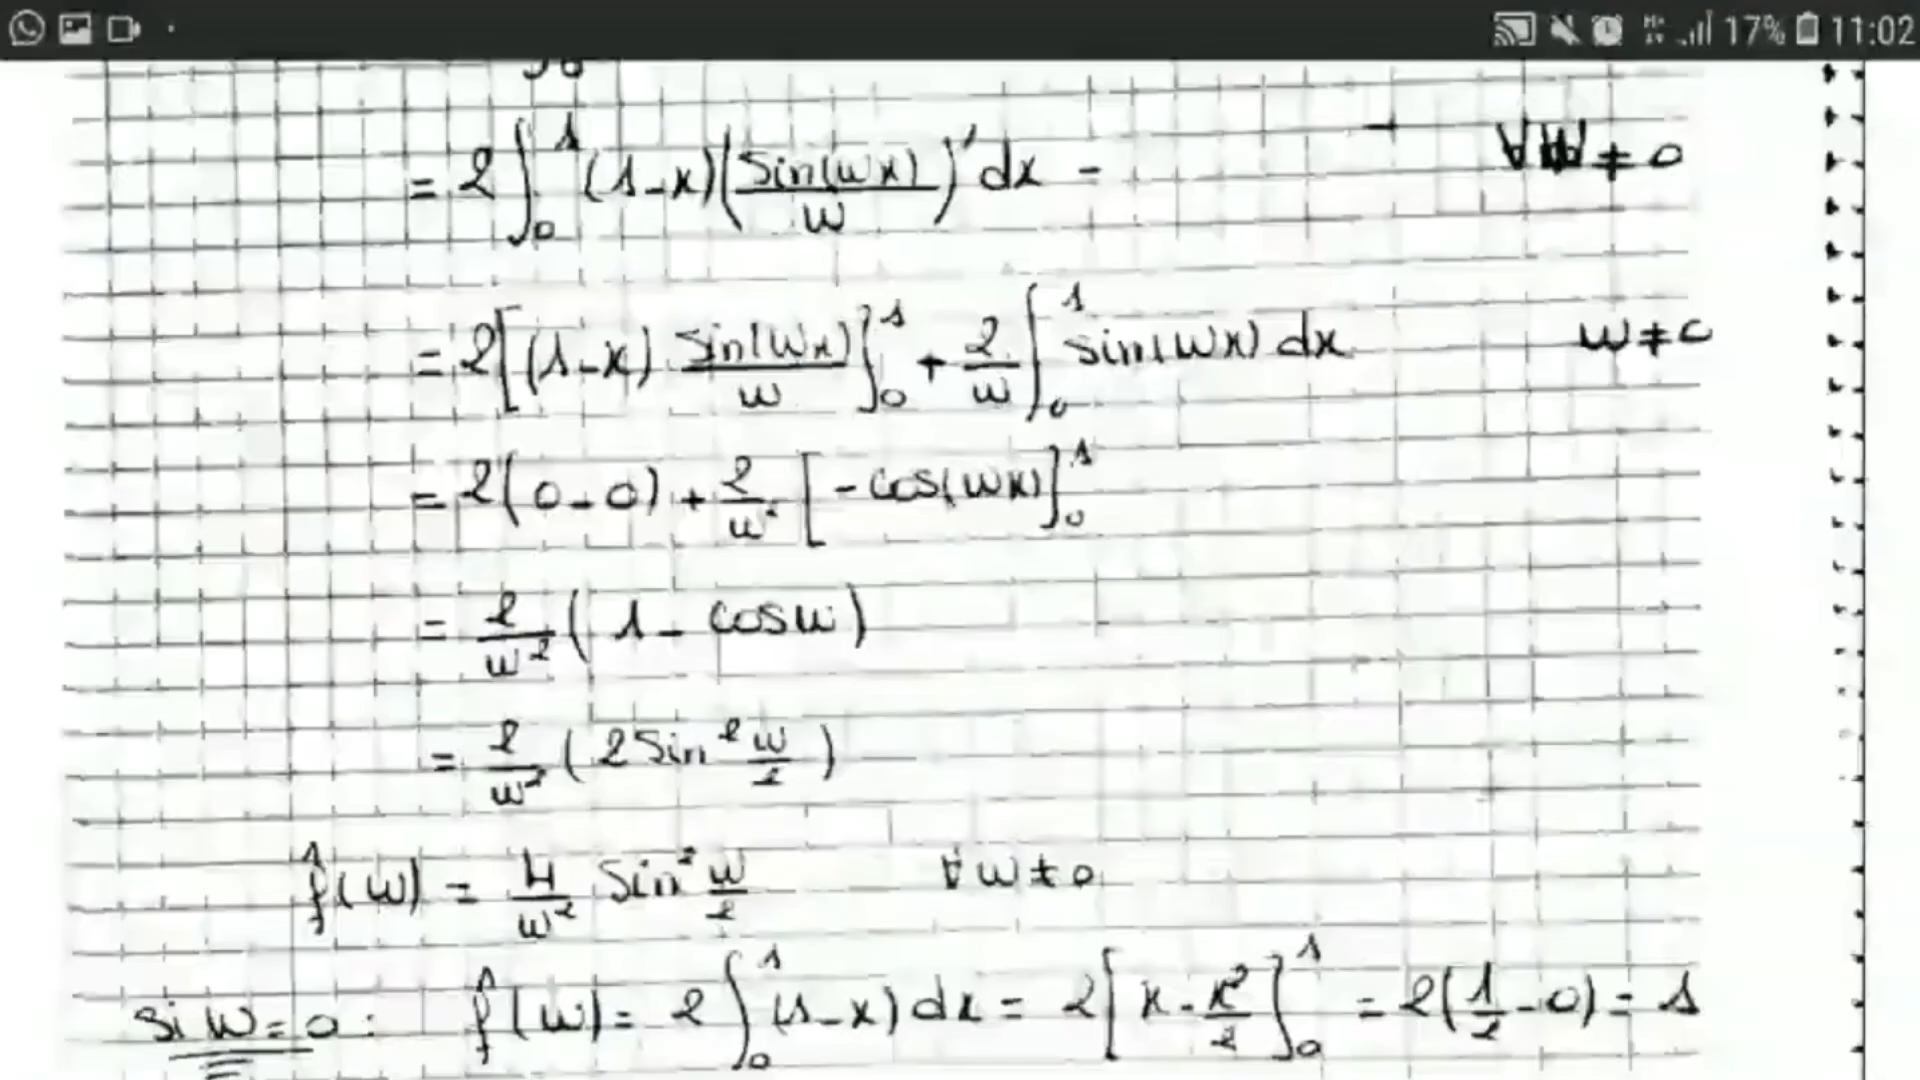 17% 11:02
= 2 ∫₀¹ (1-x) (sin(wx)/w)' dx - ∀ w ≠ 0
= 2 [(1-x) sin(wx)/w]₀¹ + 2/w ∫₀¹ sin(wx) dx w ≠ 0
= 2(0-0) + 2/w² [-cos(wx)]₀¹
= 2/w² (1 - cosw)
= 2/w² (2 sin² w/2)
f̂(w) = 4/w² sin² w/2 ∀ w ≠ 0
si w = 0 : f̂(w) = 2 ∫₀¹ (1-x) dx = 2 [x - x²/2]₀¹ = 2(1/2 - 0) = 1